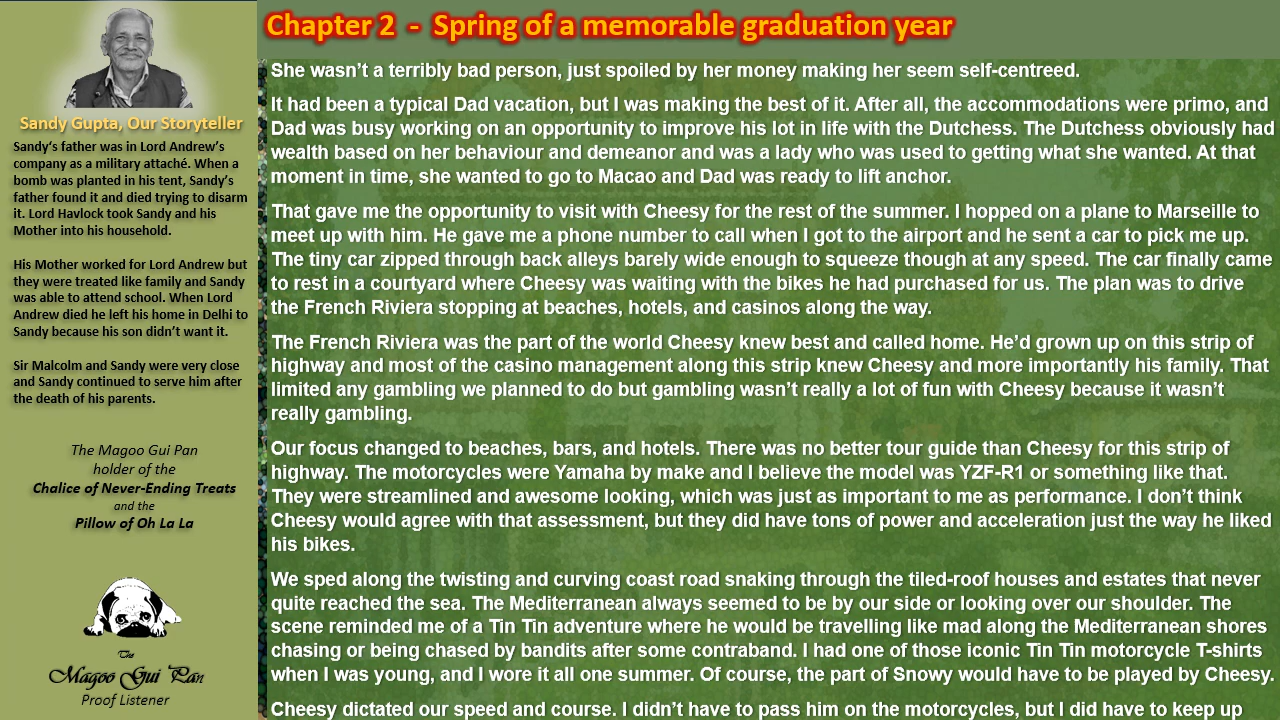 Chapter 2 - Spring of a memorable graduation year
Sandy Gupta, Our Storyteller
Sandy‘s father was in Lord Andrew’s
company as a military attaché. When a
bomb was planted in his tent, Sandy’s
father found it and died trying to disarm
it. Lord Havlock took Sandy and his
Mother into his household.
His Mother worked for Lord Andrew but
they were treated like family and Sandy
was able to attend school. When Lord
Andrew died he left his home in Delhi to
Sandy because his son didn’t want it.
Sir Malcolm and Sandy were very close
and Sandy continued to serve him after
the death of his parents.
The Magoo Gui Pan
holder of the
Chalice of Never-Ending Treats
and the
Pillow of Oh La La
The
Magoo Gui Pan
Proof Listener
She wasn’t a terribly bad person, just spoiled by her money making her seem self-centreed.
It had been a typical Dad vacation, but I was making the best of it. After all, the accommodations were primo, and
Dad was busy working on an opportunity to improve his lot in life with the Dutchess. The Dutchess obviously had
wealth based on her behaviour and demeanor and was a lady who was used to getting what she wanted. At that
moment in time, she wanted to go to Macao and Dad was ready to lift anchor.
That gave me the opportunity to visit with Cheesy for the rest of the summer. I hopped on a plane to Marseille to
meet up with him. He gave me a phone number to call when I got to the airport and he sent a car to pick me up.
The tiny car zipped through back alleys barely wide enough to squeeze though at any speed. The car finally came
to rest in a courtyard where Cheesy was waiting with the bikes he had purchased for us. The plan was to drive
the French Riviera stopping at beaches, hotels, and casinos along the way.
The French Riviera was the part of the world Cheesy knew best and called home. He’d grown up on this strip of
highway and most of the casino management along this strip knew Cheesy and more importantly his family. That
limited any gambling we planned to do but gambling wasn’t really a lot of fun with Cheesy because it wasn’t
really gambling.
Our focus changed to beaches, bars, and hotels. There was no better tour guide than Cheesy for this strip of
highway. The motorcycles were Yamaha by make and I believe the model was YZF-R1 or something like that.
They were streamlined and awesome looking, which was just as important to me as performance. I don’t think
Cheesy would agree with that assessment, but they did have tons of power and acceleration just the way he liked
his bikes.
We sped along the twisting and curving coast road snaking through the tiled-roof houses and estates that never
quite reached the sea. The Mediterranean always seemed to be by our side or looking over our shoulder. The
scene reminded me of a Tin Tin adventure where he would be travelling like mad along the Mediterranean shores
chasing or being chased by bandits after some contraband. I had one of those iconic Tin Tin motorcycle T-shirts
when I was young, and I wore it all one summer. Of course, the part of Snowy would have to be played by Cheesy.
Cheesy dictated our speed and course. I didn’t have to pass him on the motorcycles, but I did have to keep up